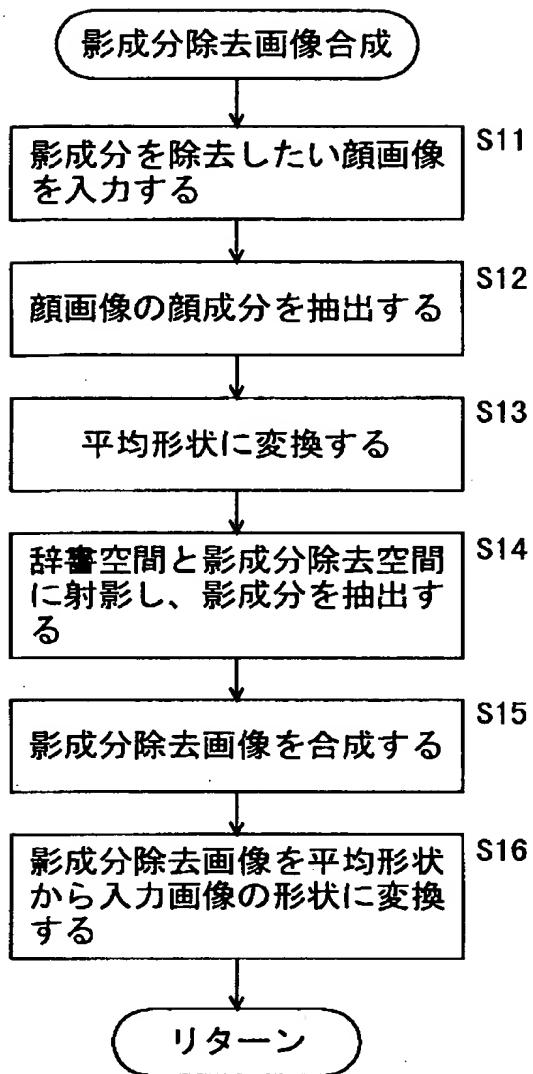 影成分除去画像合成
S11
影成分を除去したい顔画像
を入力する
S12
顔画像の顔成分を抽出する
S13
平均形状に変換する
S14
辞書空間と影成分除去空間
に射影し、影成分を抽出す
る
S15
影成分除去画像を合成する
S16
影成分除去画像を平均形状
から入力画像の形状に変換
する
リターン